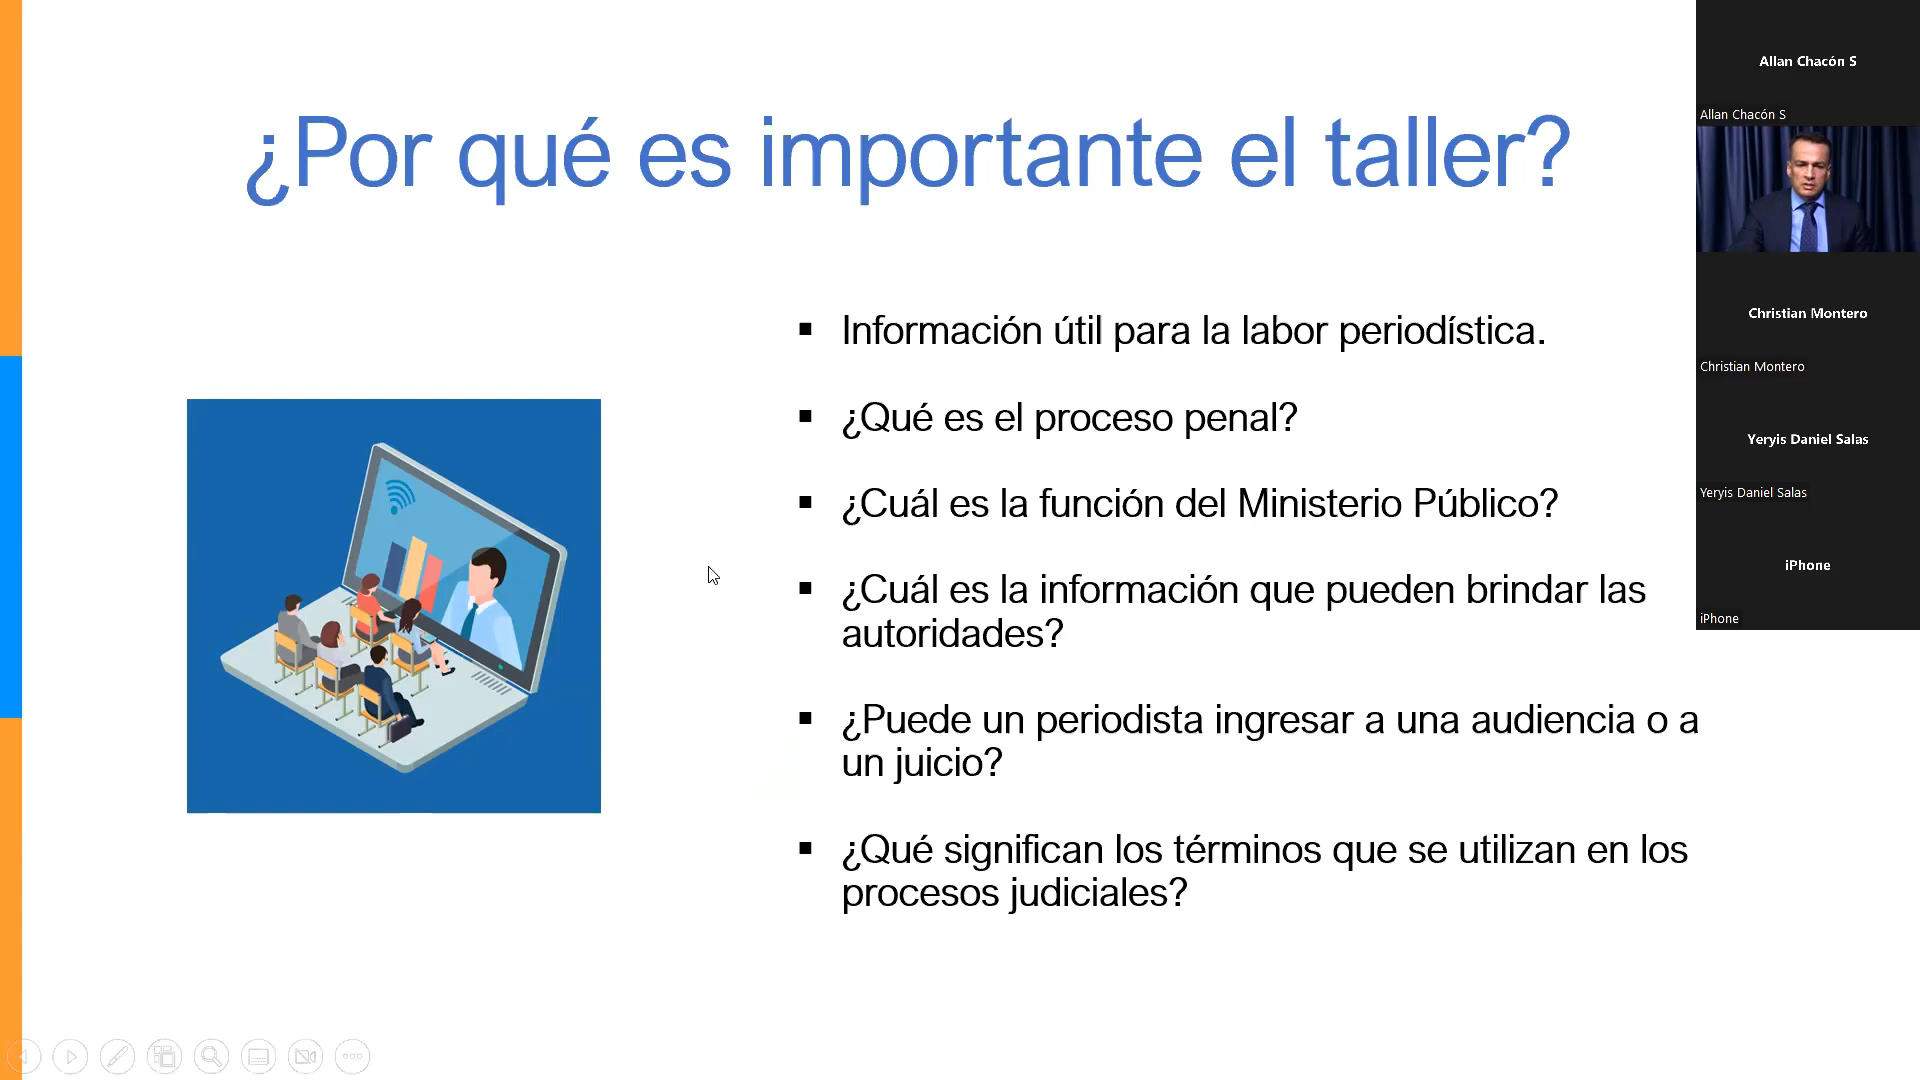 ¿Por qué es importante el taller?
▪ Información útil para la labor periodística.
▪ ¿Qué es el proceso penal?
▪ ¿Cuál es la función del Ministerio Público?
▪ ¿Cuál es la información que pueden brindar las
autoridades?
▪ ¿Puede un periodista ingresar a una audiencia o a
un juicio?
▪ ¿Qué significan los términos que se utilizan en los
procesos judiciales?
Allan Chacón S
Allan Chacón S
Christian Montero
Christian Montero
Yeryis Daniel Salas
Yeryis Daniel Salas
iPhone
iPhone